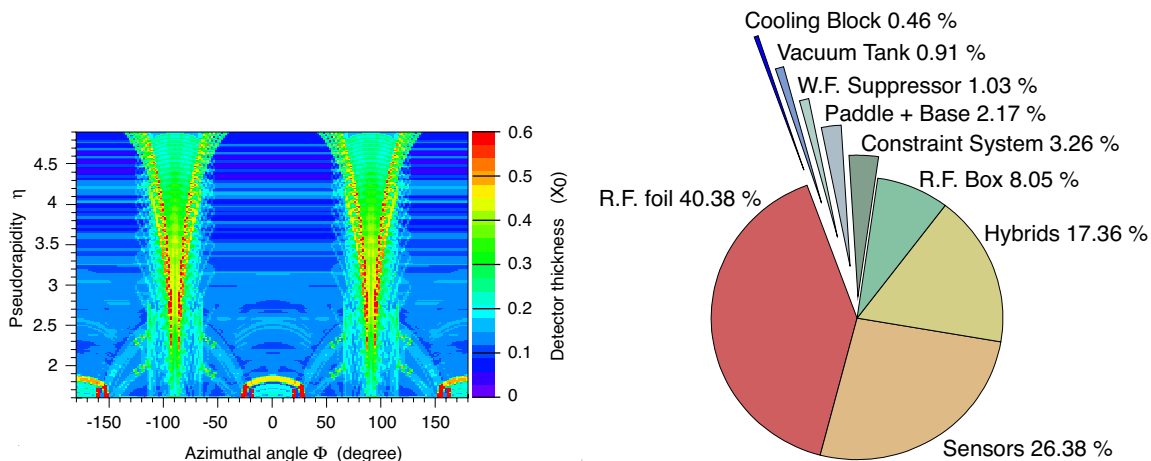 Cooling Block 0.46 %
Vacuum Tank 0.91 %
W.F. Suppressor 1.03 %
Paddle + Base 2.17 %
Constraint System 3.26 %
R.F. Box 8.05 %
R.F. foil 40.38 %
Hybrids 17.36 %
Sensors 26.38 %
Pseudorapidity η
4.5
4
3.5
3
2.5
2
-150 -100 -50 0 50 100 150
Azimuthal angle Φ (degree)
0.6
0.5
0.4
0.3
0.2
0.1
0
Detector thickness (X0)